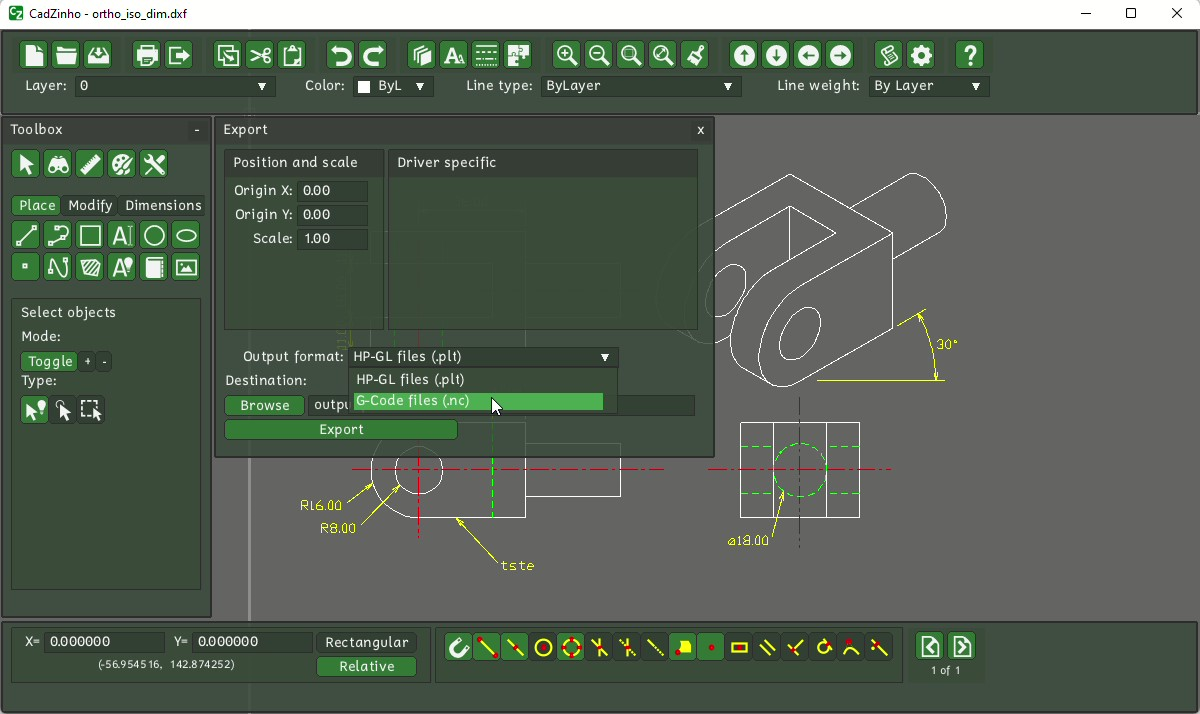 CadZinho - ortho_iso_dim.dxf
Layer: 0 Color: ByL Line type: ByLayer Line weight: By Layer
Toolbox -
Place Modify Dimensions
Select objects
Mode:
Toggle + -
Type:
Export x
Position and scale
Driver specific
Origin X: 0.00
Origin Y: 0.00
Scale: 1.00
Output format: HP-GL files (.plt)
HP-GL files (.plt)
G-Code files (.nc)
Destination:
Browse outpu
Export
30°
R16.00
R8.00
tste
ø18.00
X= 0.000000 Y= 0.000000 Rectangular
(-56.954516, 142.874252) Relative
1 of 1